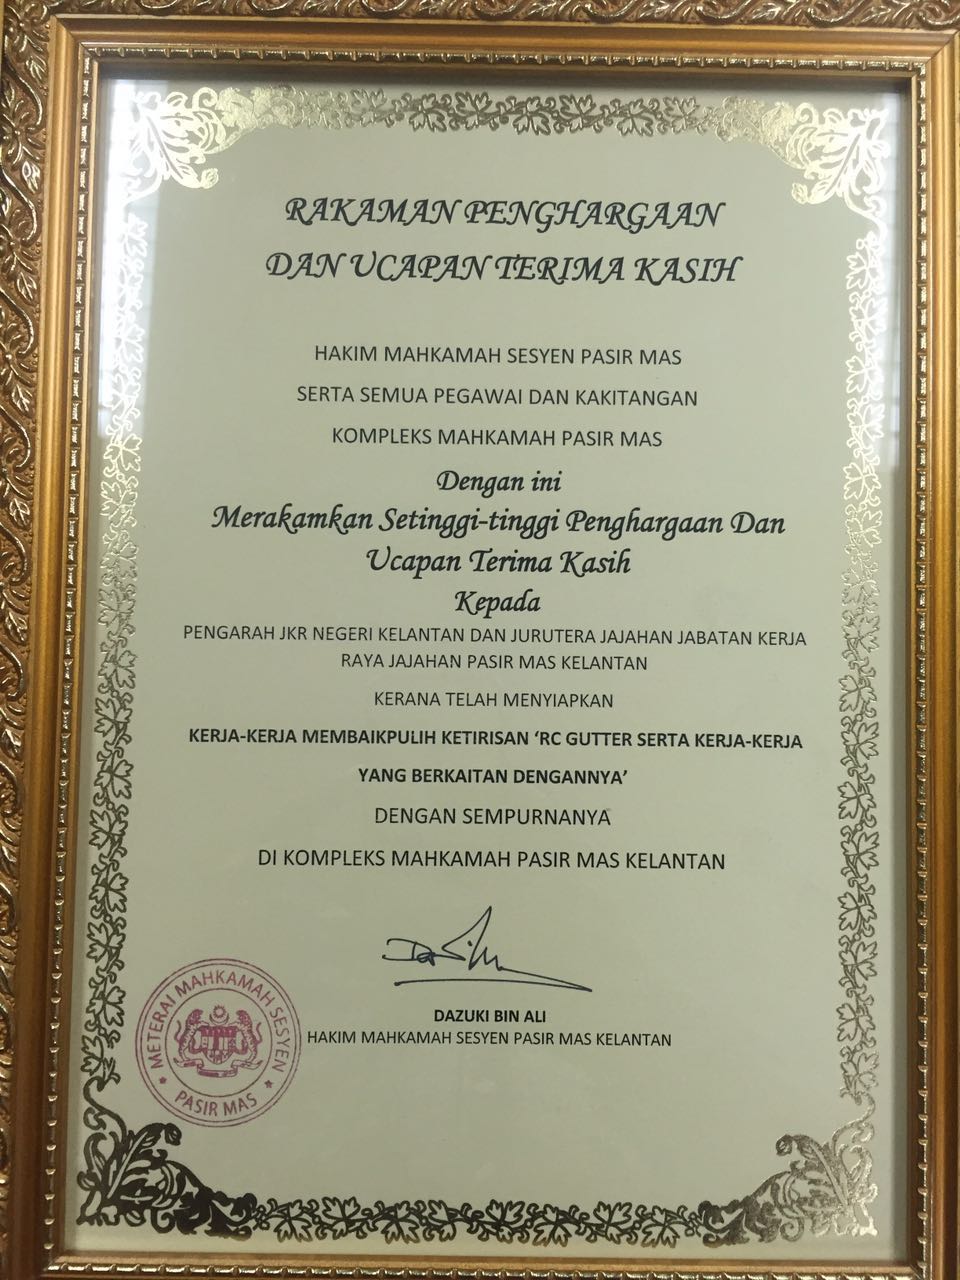 RAKAMAN PENGHARGAAN
DAN UCAPAN TERIMA KASIH
HAKIM MAHKAMAH SESYEN PASIR MAS
SERTA SEMUA PEGAWAI DAN KAKITANGAN
KOMPLEKS MAHKAMAH PASIR MAS
Dengan ini
Merakamkan Setinggi-tinggi Penghargaan Dan
Ucapan Terima Kasih
Kepada
PENGARAH JKR NEGERI KELANTAN DAN JURUTERA JAJAHAN JABATAN KERJA
RAYA JAJAHAN PASIR MAS KELANTAN
KERANA TELAH MENYIAPKAN
KERJA-KERJA MEMBAIKPULIH KETIRISAN ‘RC GUTTER SERTA KERJA-KERJA
YANG BERKAITAN DENGANNYA’
DENGAN SEMPURNANYA
DI KOMPLEKS MAHKAMAH PASIR MAS KELANTAN
DAZUKI BIN ALI
HAKIM MAHKAMAH SESYEN PASIR MAS KELANTAN
METERAI MAHKAMAH SESYEN
PASIR MAS